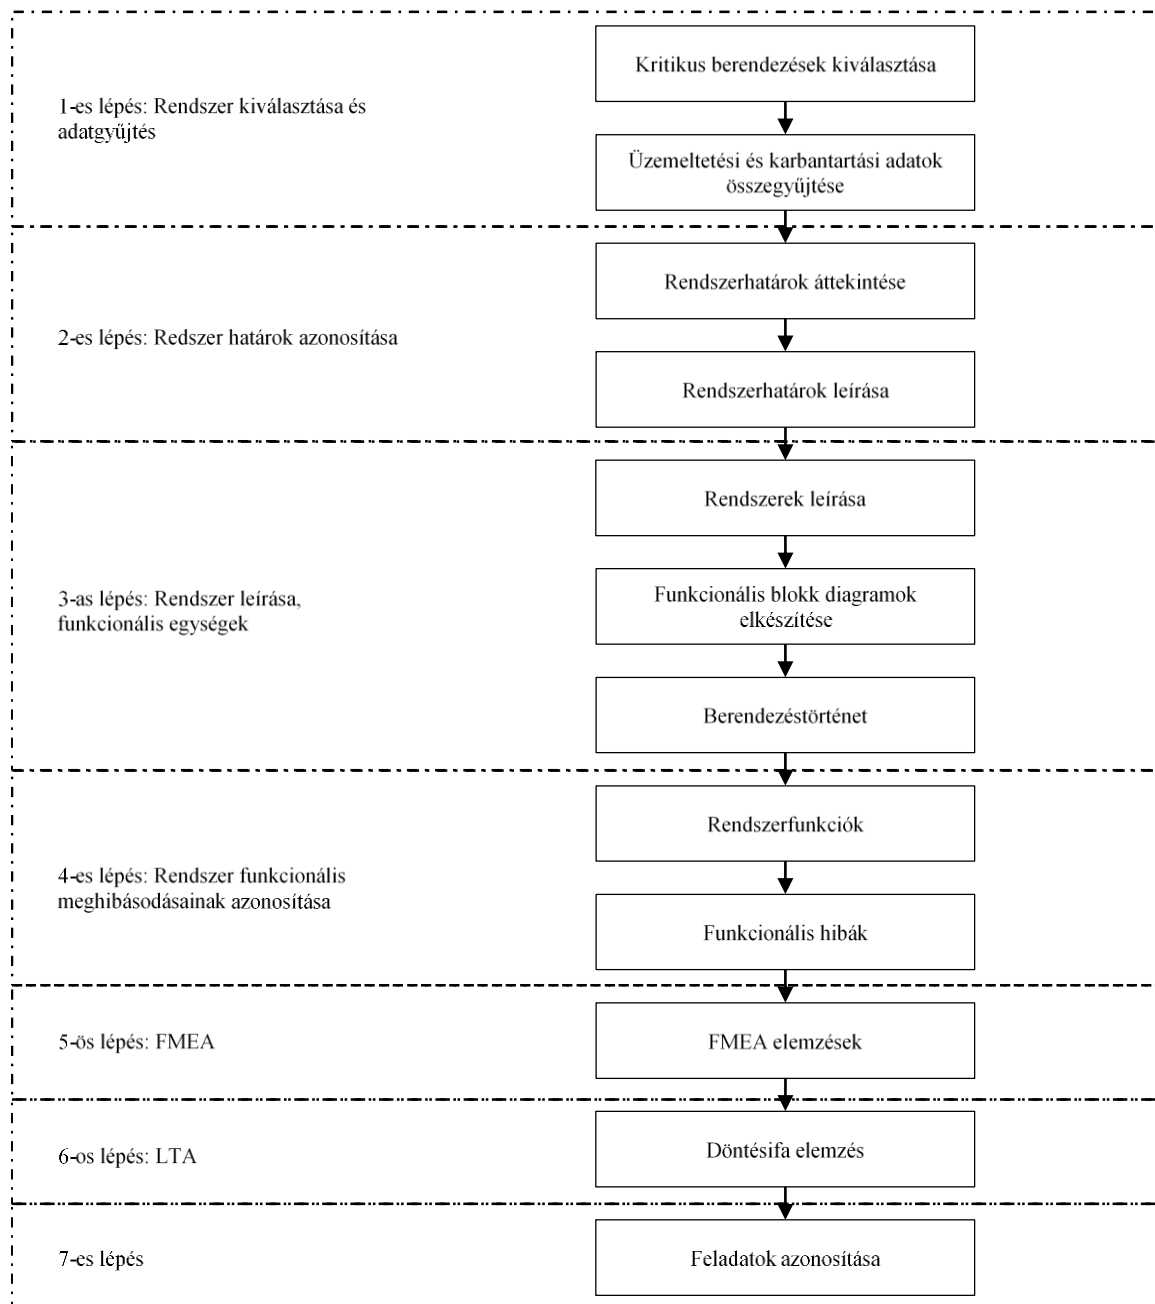 Kritikus berendezések kiválasztása
1-es lépés: Rendszer kiválasztása és
adatgyűjtés
Üzemeltetési és karbantartási adatok
összegyűjtése
Rendszerhatárok áttekintése
2-es lépés: Redszer határok azonosítása
Rendszerhatárok leírása
Rendszerek leírása
3-as lépés: Rendszer leírása,
funkcionális egységek
Funkcionális blokk diagramok
elkészítése
Berendezéstörténet
Rendszerfunkciók
4-es lépés: Rendszer funkcionális
meghibásodásainak azonosítása
Funkcionális hibák
5-ös lépés: FMEA
FMEA elemzések
6-os lépés: LTA
Döntésifa elemzés
7-es lépés
Feladatok azonosítása